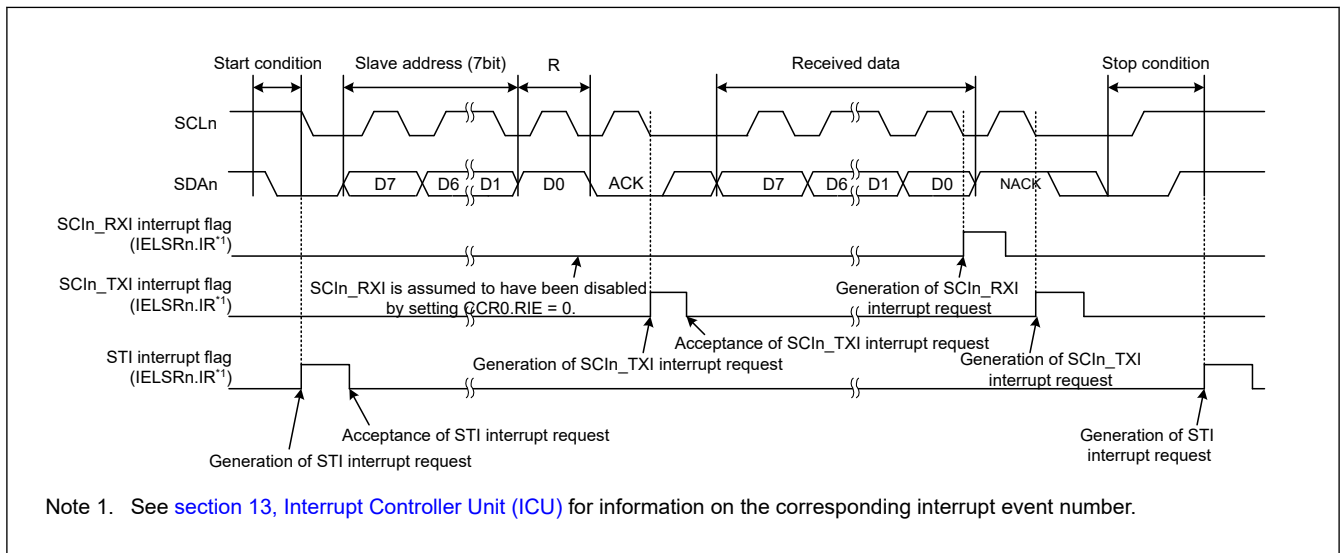 Start condition
Slave address (7bit)
R
Received data
Stop condition
SCLn
SDAn
D7
D6
D1
D0
ACK
D7
D6
D1
D0
NACK
SCIn_RXI interrupt flag
(IELSRn.IR*1)
SCIn_TXI interrupt flag
(IELSRn.IR*1)
SCIn_RXI is assumed to have been disabled
by setting CCR0.RIE = 0.
Generation of SCIn_RXI
interrupt request
Acceptance of SCIn_TXI interrupt request
Generation of SCIn_TXI interrupt request
Generation of SCIn_TXI
interrupt request
STI interrupt flag
(IELSRn.IR*1)
Acceptance of STI interrupt request
Generation of STI interrupt request
Generation of STI
interrupt request
Note 1. See section 13, Interrupt Controller Unit (ICU) for information on the corresponding interrupt event number.